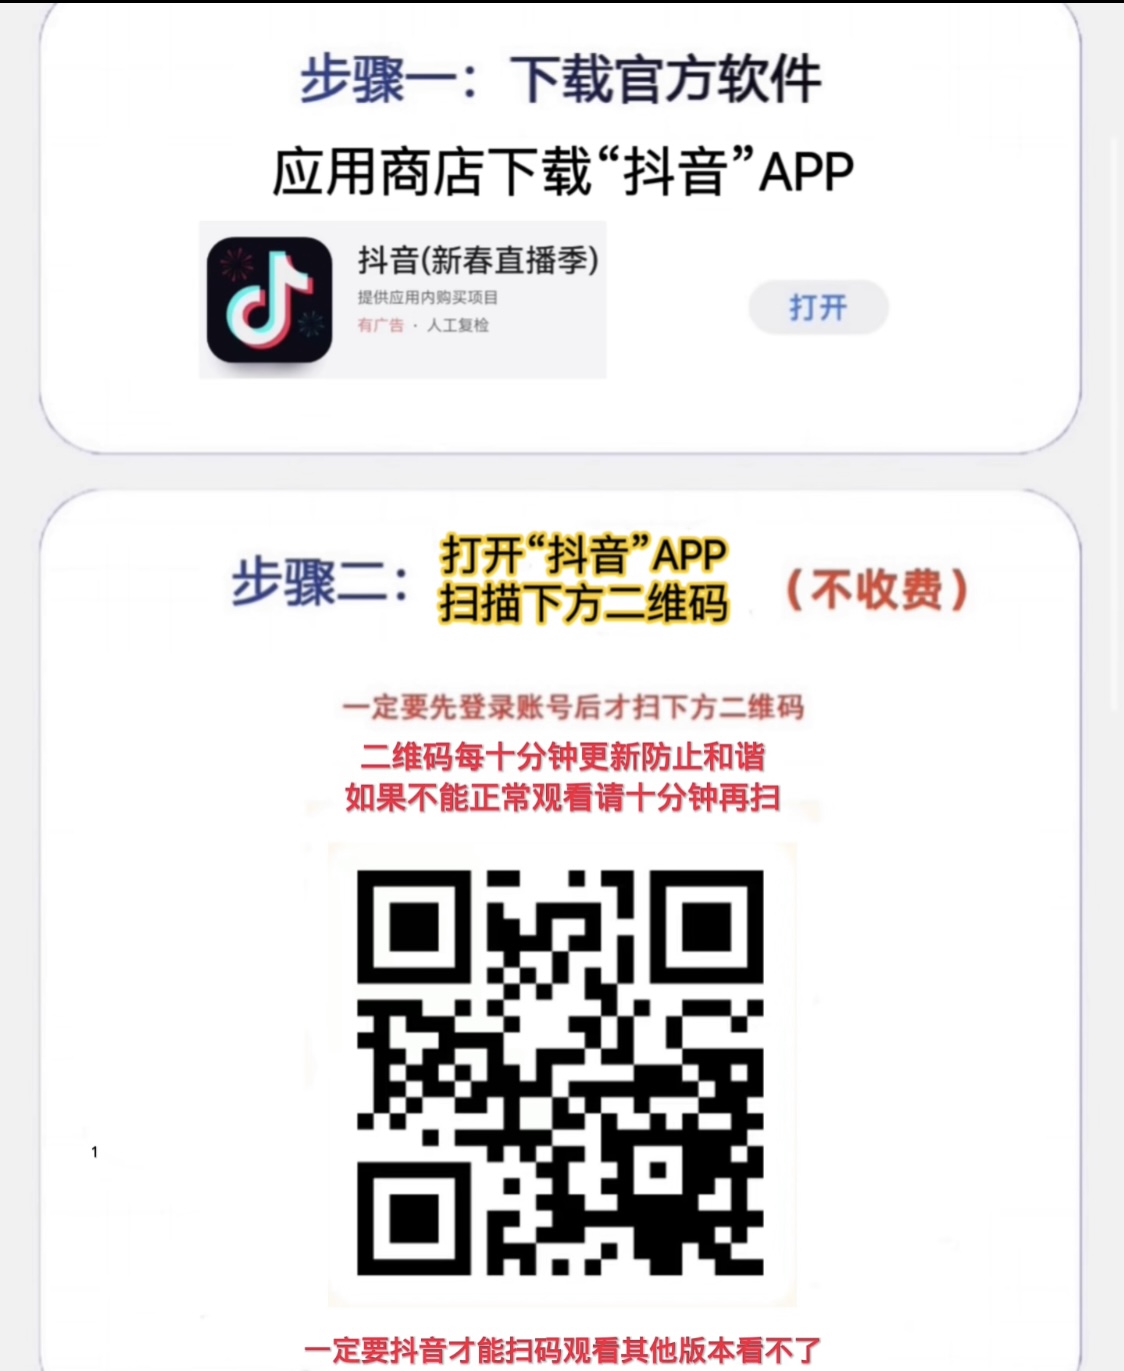 步骤一：下载官方软件
应用商店下载“抖音”APP
抖音(新春直播季)
提供应用内购买项目
有广告 · 人工复检
打开
步骤二：
打开“抖音”APP
扫描下方二维码
（不收费）
一定要先登录账号后才扫下方二维码
二维码每十分钟更新防止和谐
如果不能正常观看请十分钟再扫
1
一定要抖音才能扫码观看其他版本看不了